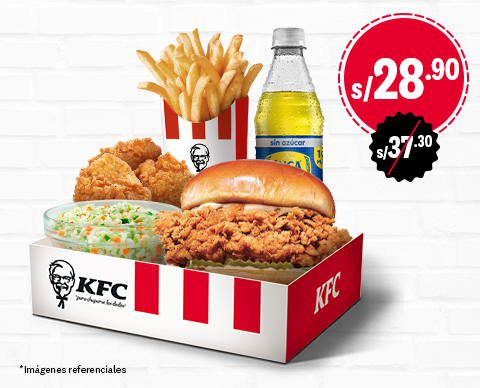 s/28.90
s/37.30
sin azúcar
KFC
"para chuparse los dedos"
KFC
*Imágenes referenciales